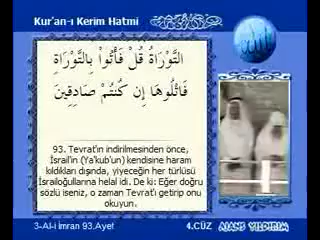 Kur'an-ı Kerim Hatmi
التَّوْرَاةُ قُلْ فَأْتُوا بِالتَّوْرَاةِ
فَاتْلُوهَا إِن كُنتُمْ صَادِقِينَ
93. Tevrat'ın indirilmesinden önce,
İsrail'in (Ya'kub'un) kendisine haram
kıldıkları dışında, yiyeceğin her türlüsü
İsrailoğullarına helal idi. De ki: Eğer doğru
sözlü iseniz, o zaman Tevrat'ı getirip onu
okuyun.
3-Al-i İmran 93.Ayet
4.CÜZ
AJANS YILDIRIM